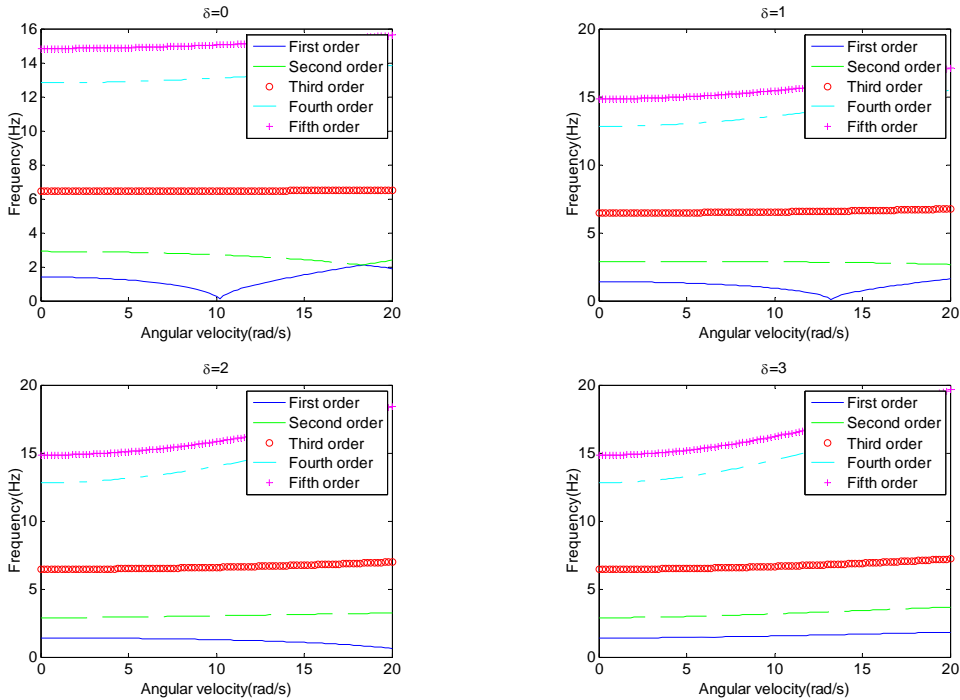 δ=0
16
14
12
10
8
6
4
2
0
Frequency(Hz)
First order
Second order
Third order
Fourth order
Fifth order
0 5 10 15 20
Angular velocity(rad/s)
δ=1
20
15
10
5
0
Frequency(Hz)
First order
Second order
Third order
Fourth order
Fifth order
0 5 10 15 20
Angular velocity(rad/s)
δ=2
20
15
10
5
0
Frequency(Hz)
First order
Second order
Third order
Fourth order
Fifth order
0 5 10 15 20
Angular velocity(rad/s)
δ=3
20
15
10
5
0
Frequency(Hz)
First order
Second order
Third order
Fourth order
Fifth order
0 5 10 15 20
Angular velocity(rad/s)